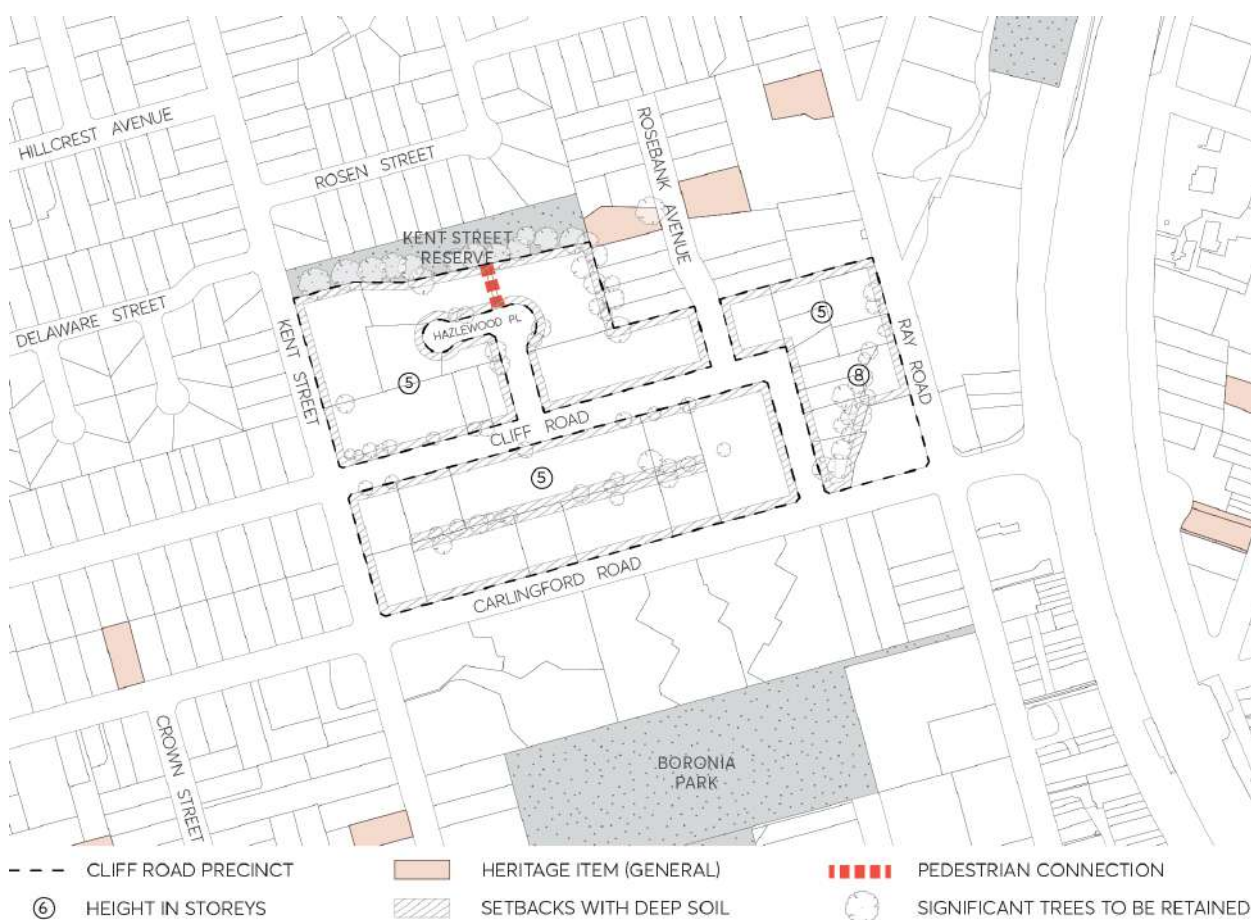 HILLCREST AVENUE
ROSEN STREET
ROSEBANK
AVENUE
KENT STREET
RESERVE
DELAWARE STREET
KENT STREET
HAZLEWOOD PL
5
RAY ROAD
5
8
CLIFF ROAD
5
CARLINGFORD ROAD
CROWN STREET
BORONIA
PARK
CLIFF ROAD PRECINCT
HERITAGE ITEM (GENERAL)
PEDESTRIAN CONNECTION
6 HEIGHT IN STOREYS
SETBACKS WITH DEEP SOIL
SIGNIFICANT TREES TO BE RETAINED